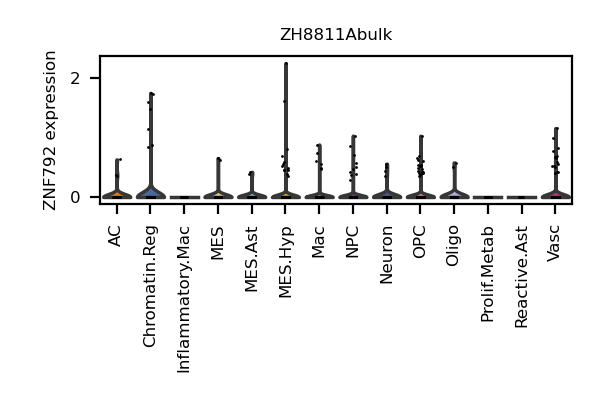 ZH8811Abulk
ZNF792 expression
2
0
AC
Chromatin.Reg
Inflammatory.Mac
MES
MES.Ast
MES.Hyp
Mac
NPC
Neuron
OPC
Oligo
Prolif.Metab
Reactive.Ast
Vasc